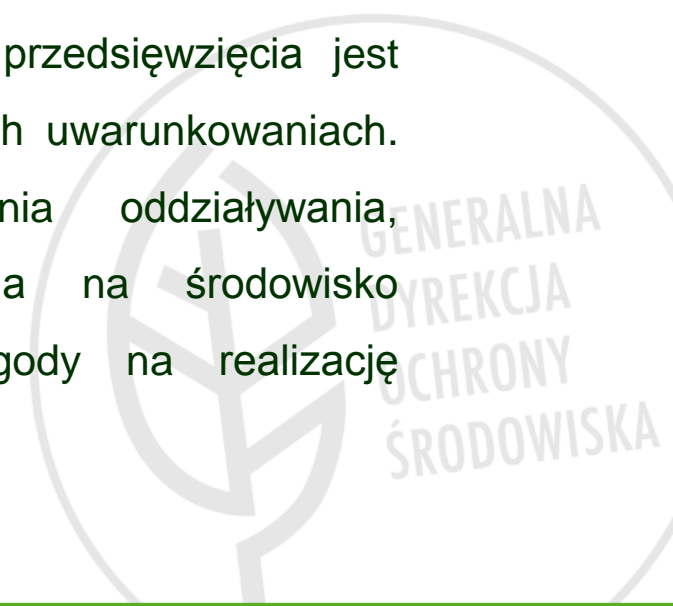 przedsięwzięcia jest
h uwarunkowaniach.
nia oddziaływania,
a na środowisko
gody na realizację
GENERALNA
DYREKCJA
OCHRONY
ŚRODOWISKA